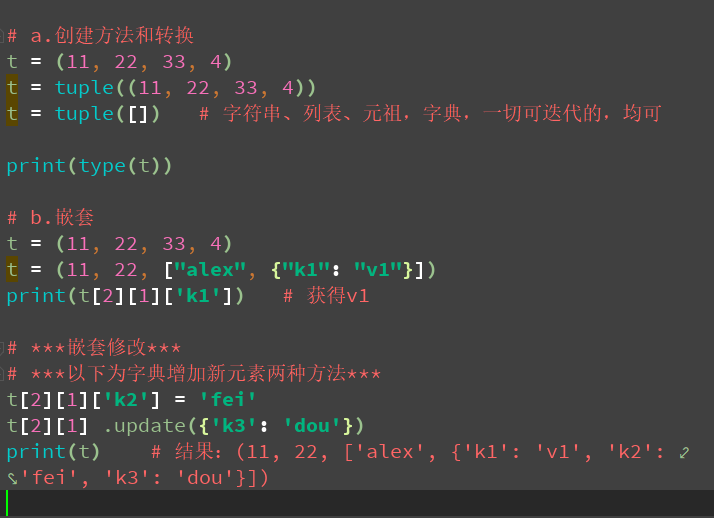 # a.创建方法和转换
t = (11, 22, 33, 4)
t = tuple((11, 22, 33, 4))
t = tuple([])   # 字符串、列表、元祖，字典，一切可迭代的，均可
print(type(t))
# b.嵌套
t = (11, 22, 33, 4)
t = (11, 22, ["alex", {"k1": "v1"}])
print(t[2][1]['k1'])   # 获得v1
# ***嵌套修改***
# ***以下为字典增加新元素两种方法***
t[2][1]['k2'] = 'fei'
t[2][1] .update({'k3': 'dou'})
print(t)    # 结果：(11, 22, ['alex', {'k1': 'v1', 'k2':
'fei', 'k3': 'dou'}])